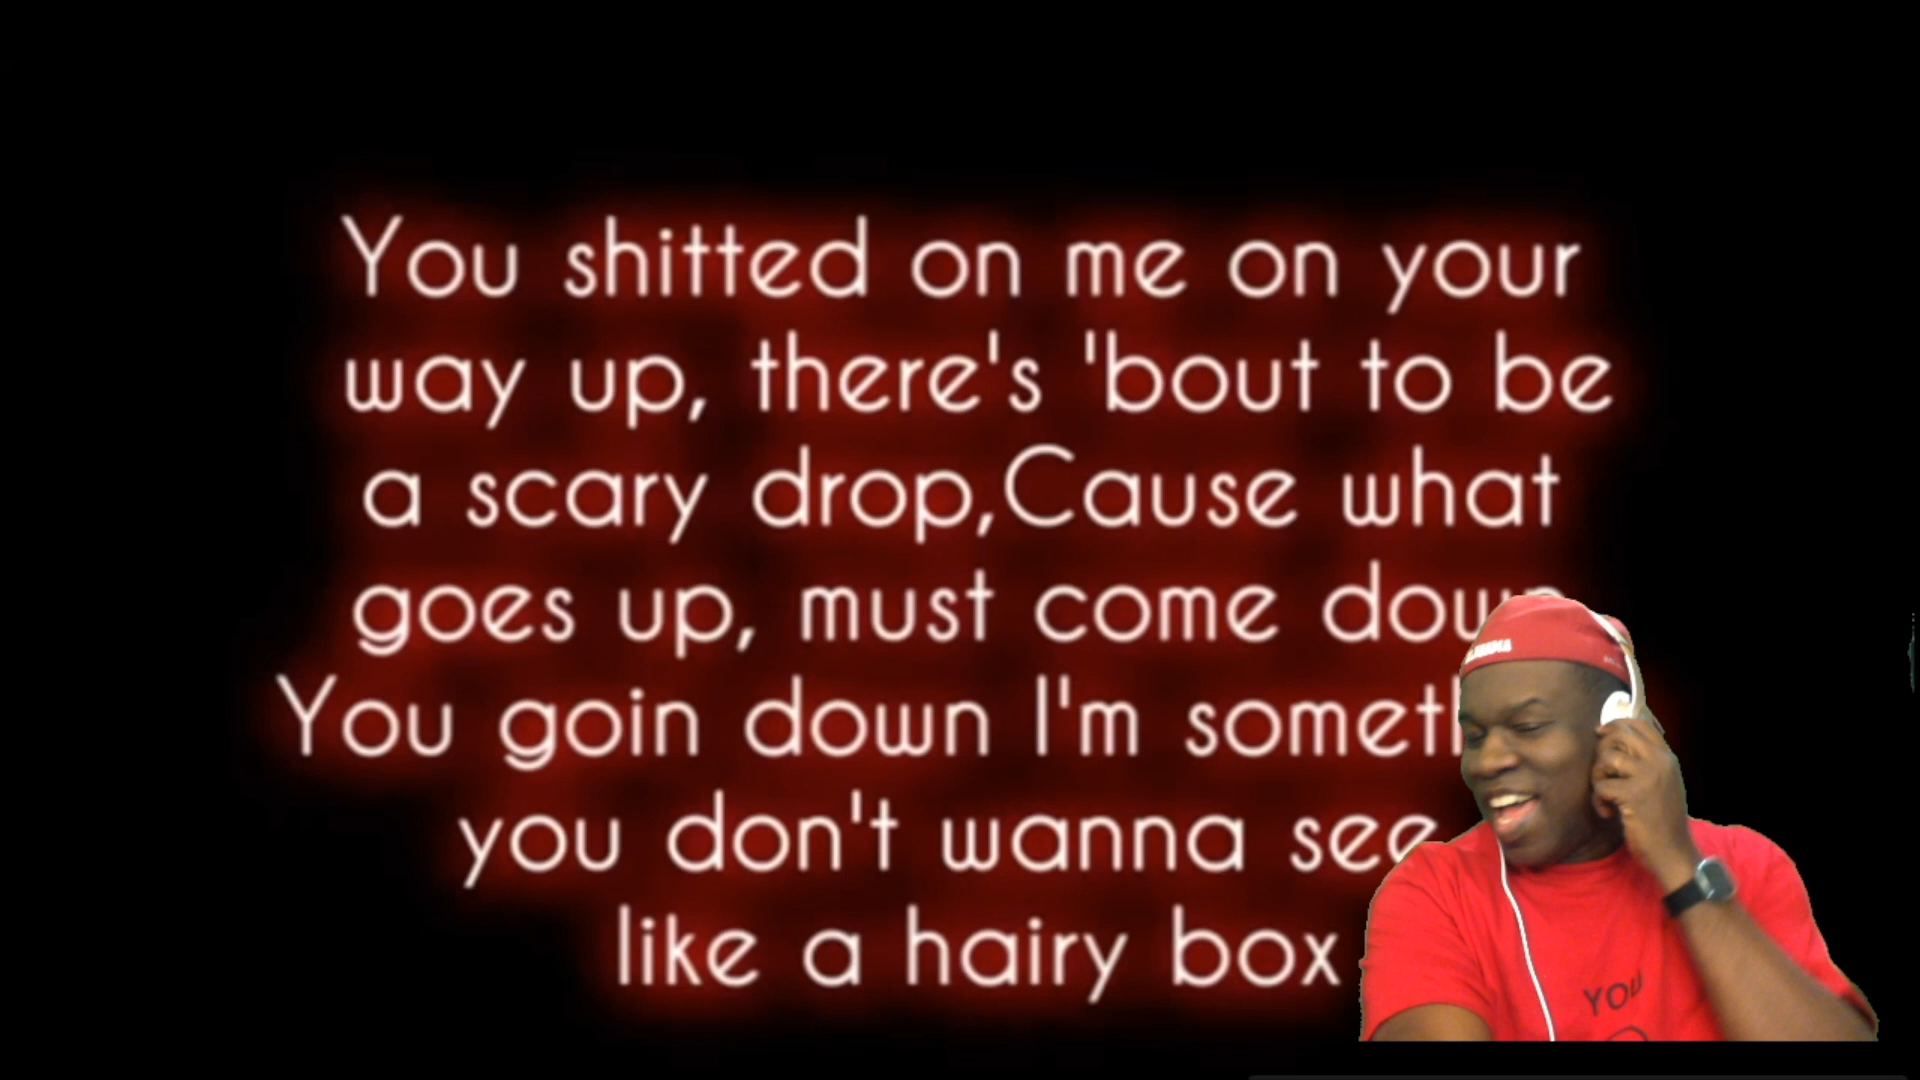 You shitted on me on your
way up, there's 'bout to be
a scary drop,Cause what
goes up, must come down
You goin down I'm someth
you don't wanna see
like a hairy box
YOU